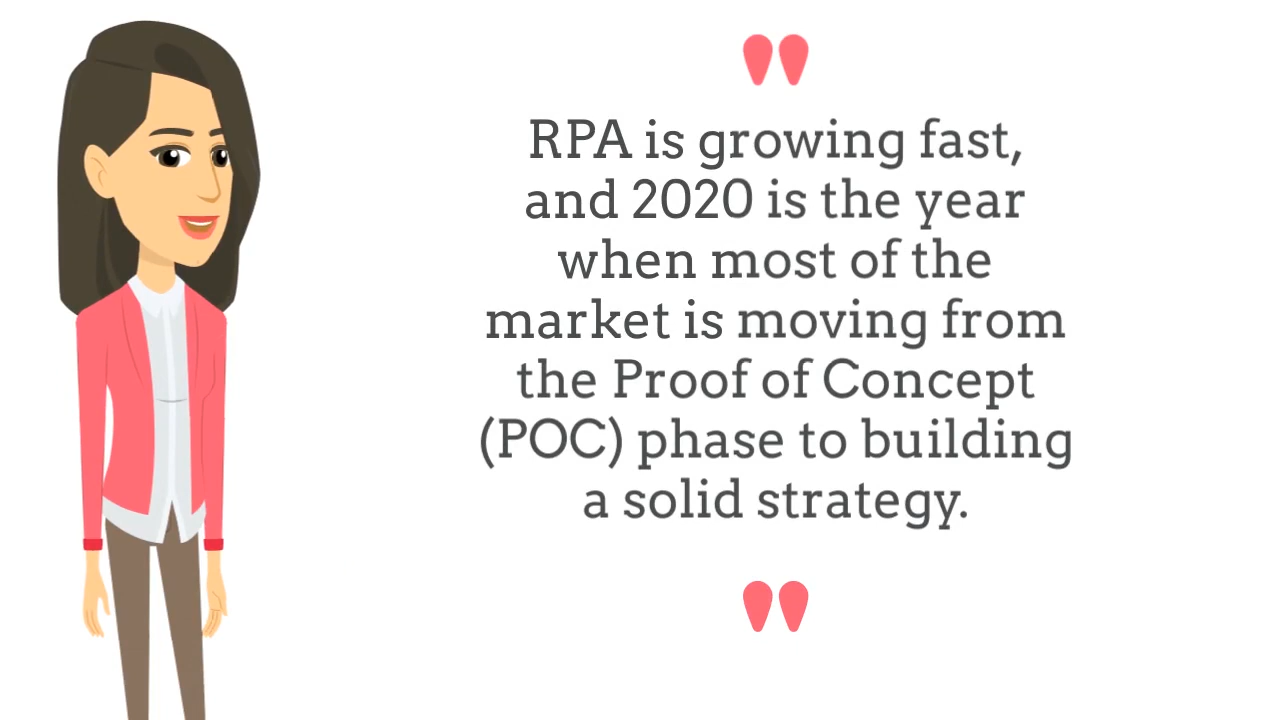 "
RPA is growing fast,
and 2020 is the year
when most of the
market is moving from
the Proof of Concept
(POC) phase to building
a solid strategy.
"